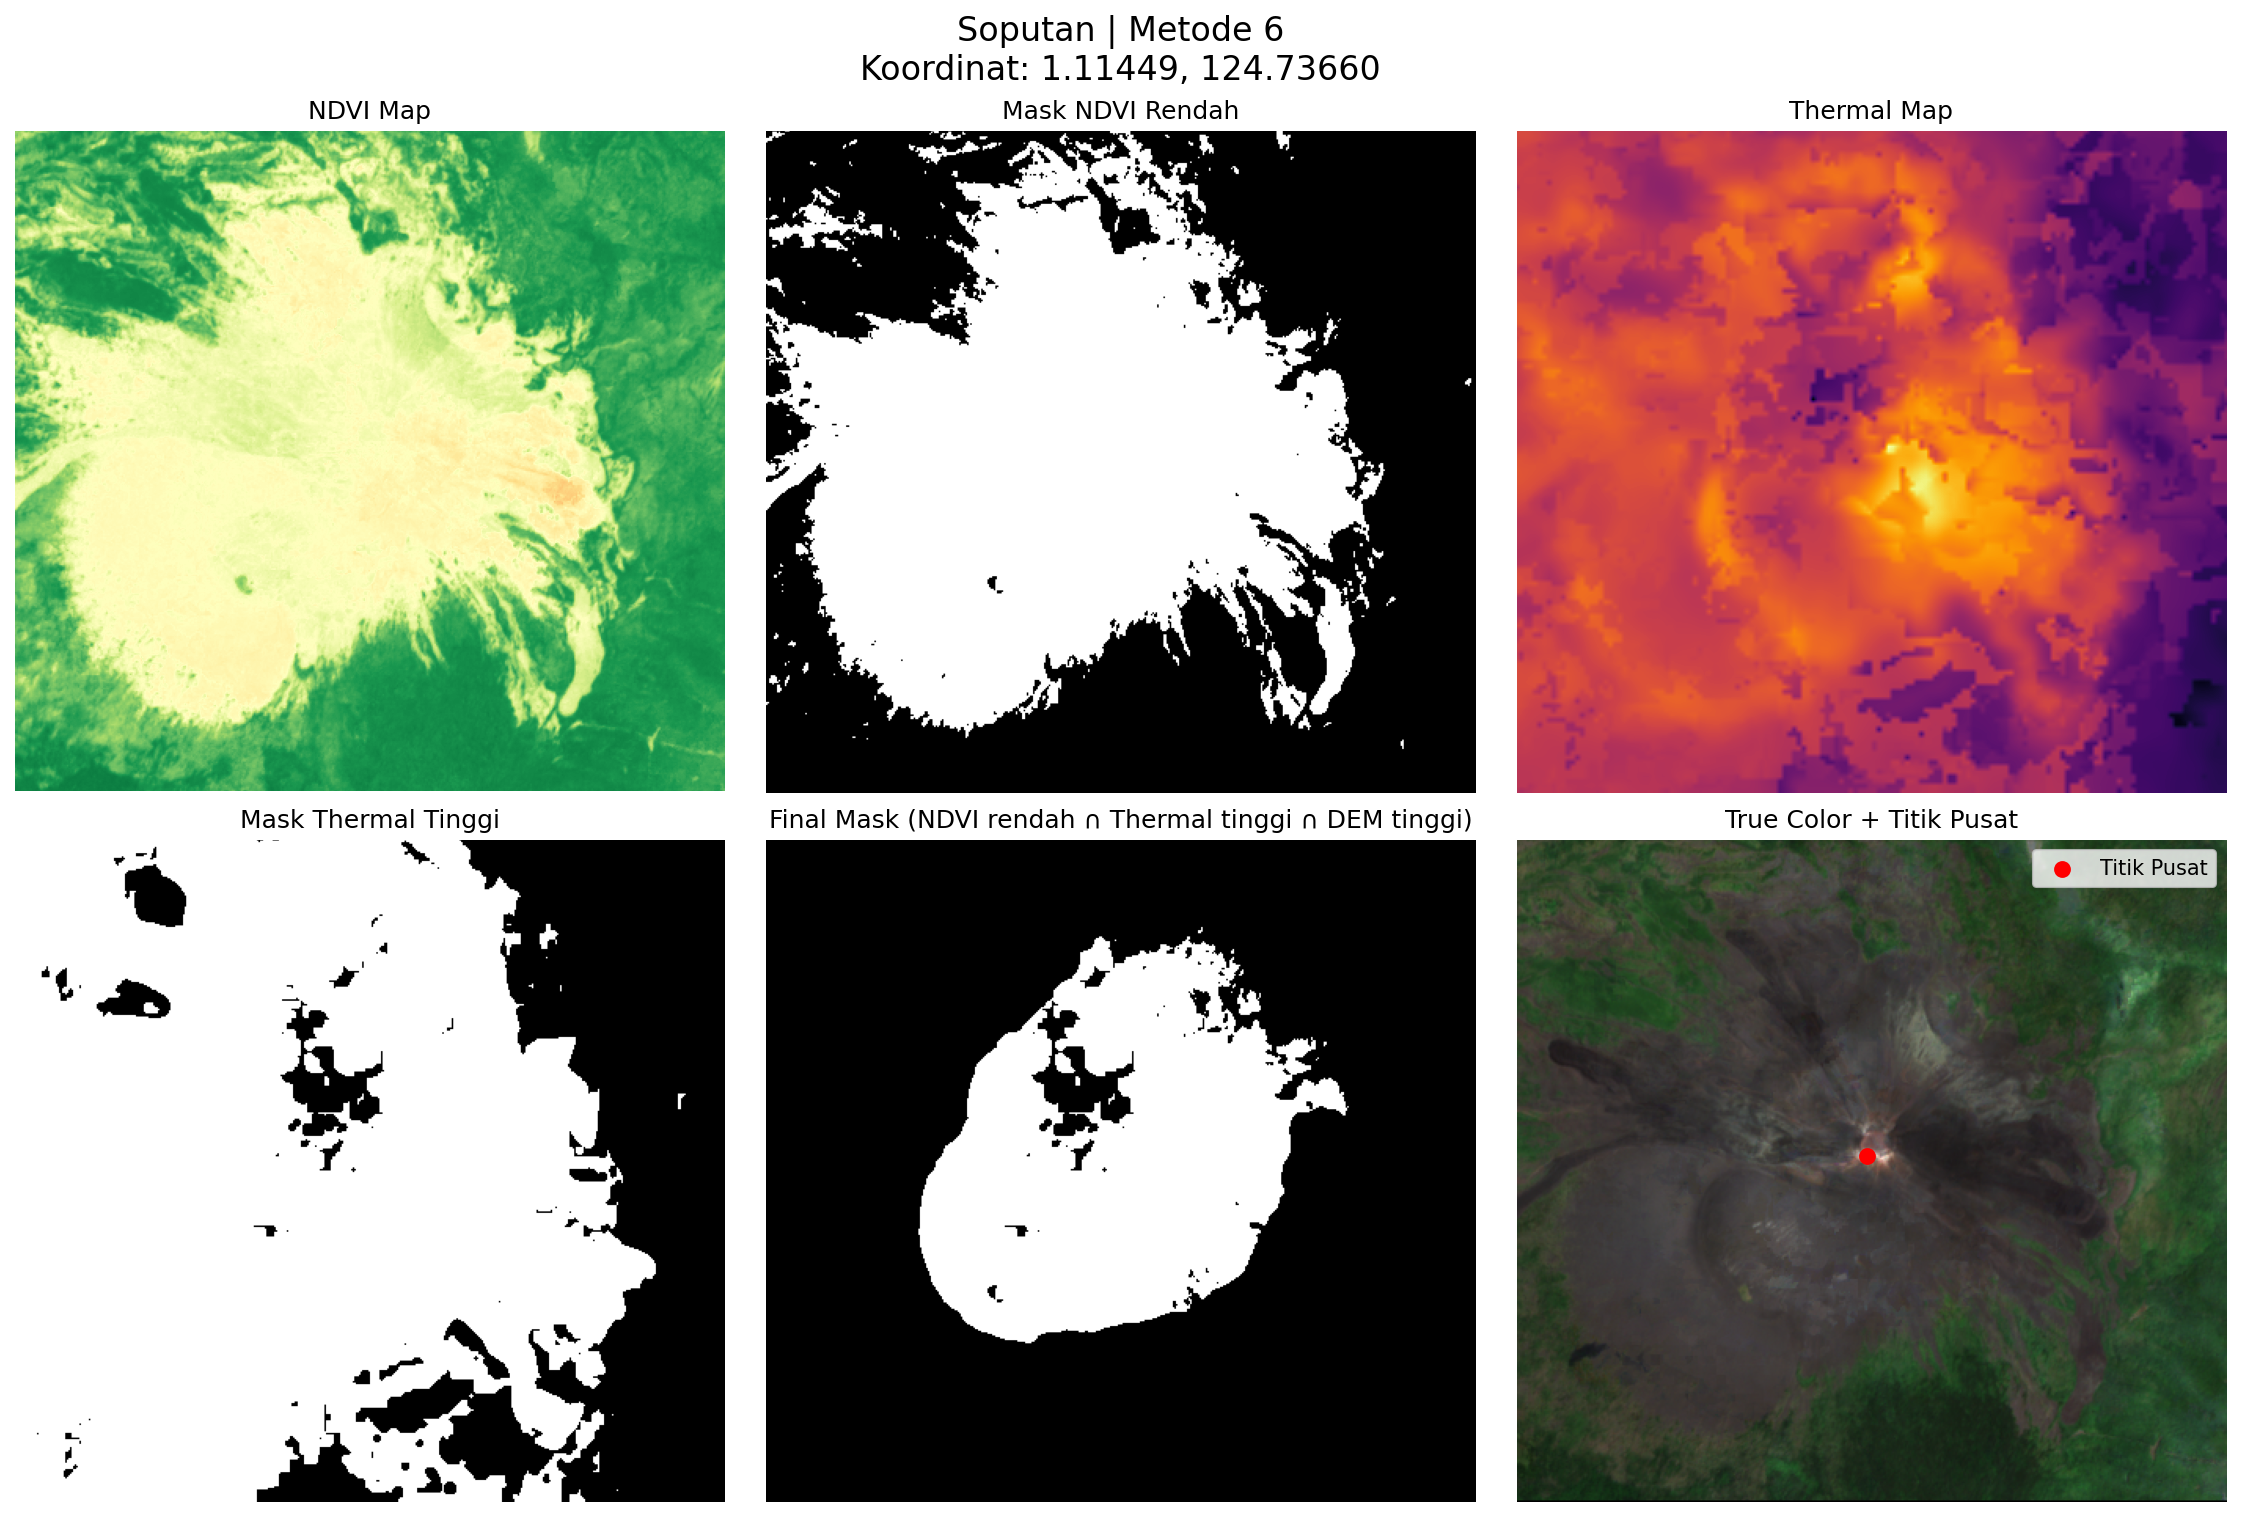 Soputan | Metode 6
Koordinat: 1.11449, 124.73660
NDVI Map
Mask NDVI Rendah
Thermal Map
Mask Thermal Tinggi
Final Mask (NDVI rendah ∩ Thermal tinggi ∩ DEM tinggi)
True Color + Titik Pusat
Titik Pusat